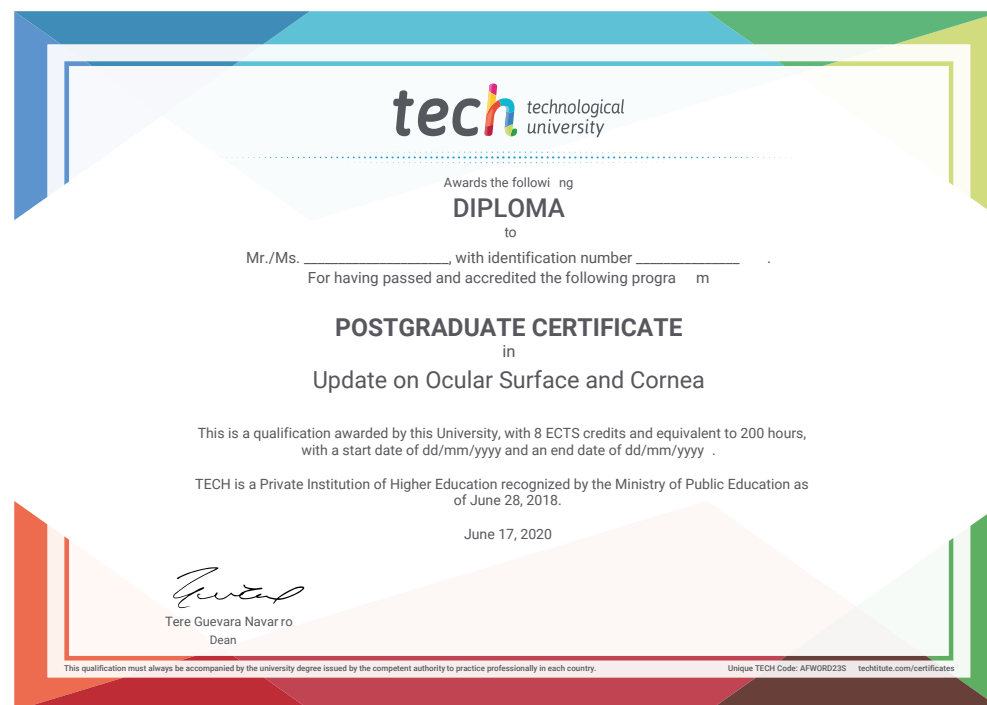 tech technological
university
Awards the followi ng
DIPLOMA
to
Mr./Ms. ____________________, with identification number ______________ .
For having passed and accredited the following progra m
POSTGRADUATE CERTIFICATE
in
Update on Ocular Surface and Cornea
This is a qualification awarded by this University, with 8 ECTS credits and equivalent to 200 hours,
with a start date of dd/mm/yyyy and an end date of dd/mm/yyyy .
TECH is a Private Institution of Higher Education recognized by the Ministry of Public Education as
of June 28, 2018.
June 17, 2020
Tere Guevara Navar ro
Dean
This qualification must always be accompanied by the university degree issued by the competent authority to practice professionally in each country.
Unique TECH Code: AFWORD23S techtitute.com/certificates